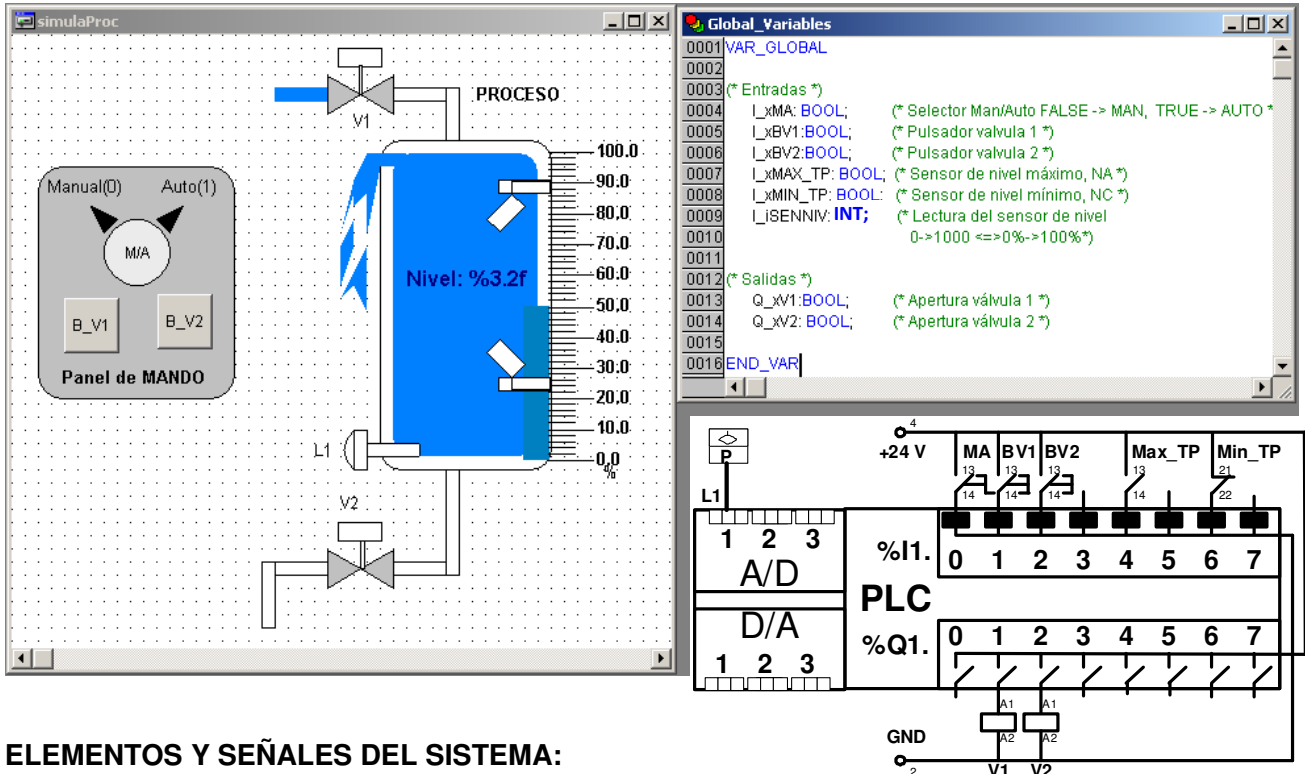 simulaProc
PROCESO
V1
Manual(0) Auto(1)
M/A
B_V1
B_V2
Panel de MANDO
Nivel: %3.2f
100.0
90.0
80,0
70.0
60.0
50,0
40.0
30.0
20,0
10.0
0,0
%
L1
V2
Global_Variables
0001 VAR_GLOBAL
0002
0003 (* Entradas *)
0004 I_xMA: BOOL; (* Selector Man/Auto FALSE -> MAN, TRUE -> AUTO *
0005 I_xBV1:BOOL; (* Pulsador valvula 1 *)
0006 I_xBV2:BOOL; (* Pulsador valvula 2 *)
0007 I_xMAX_TP: BOOL; (* Sensor de nivel máximo, NA *)
0008 I_xMIN_TP: BOOL: (* Sensor de nivel mínimo, NC *)
0009 I_iSENNIV: INT; (* Lectura del sensor de nivel
0010 0->1000 <=>0%->100%*)
0011
0012 (* Salidas *)
0013 Q_xV1:BOOL; (* Apertura válvula 1 *)
0014 Q_xV2: BOOL; (* Apertura válvula 2 *)
0015
0016 END_VAR
P
L1
4
+24 V
MA BV1 BV2 Max_TP Min_TP
13 13 13 13 21
14 14 14 14 22
1 2 3
A/D
%I1. 0 1 2 3 4 5 6 7
PLC
D/A
1 2 3
%Q1. 0 1 2 3 4 5 6 7
A1 A1
A2 A2
GND
2
V1 V2
ELEMENTOS Y SEÑALES DEL SISTEMA: